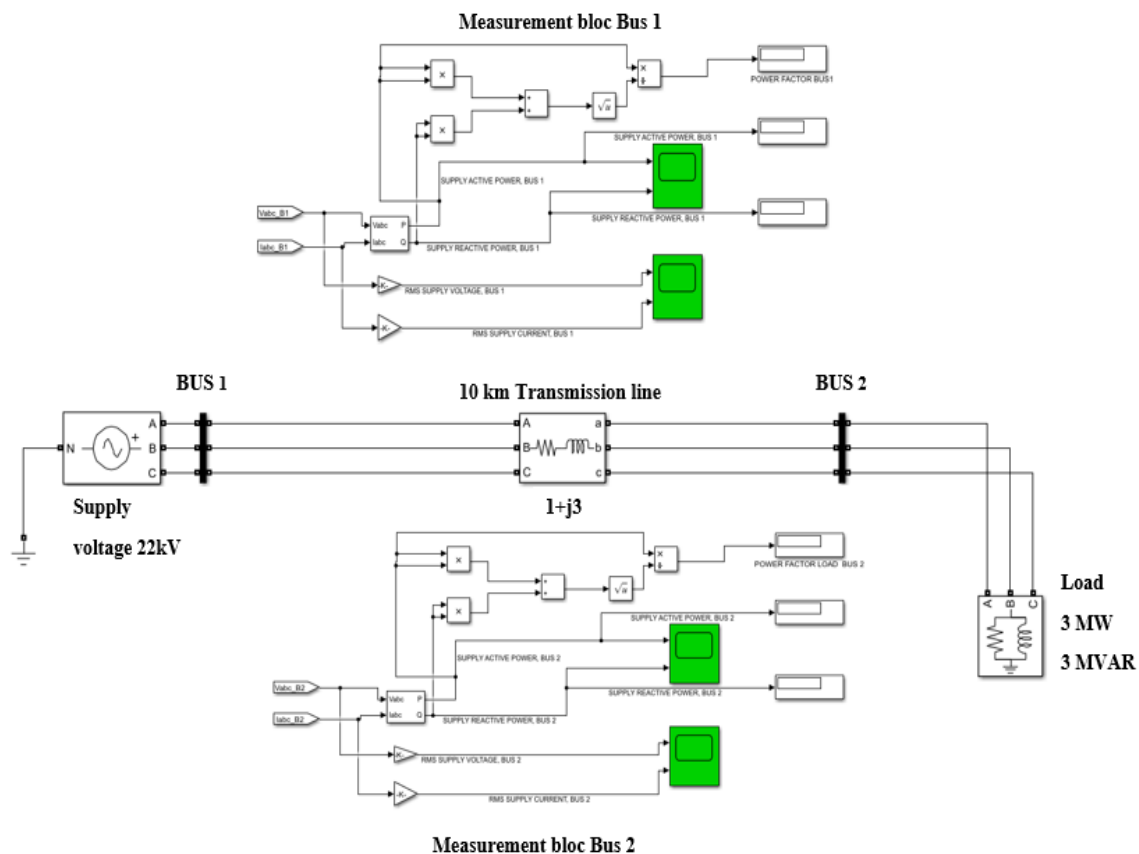 Measurement bloc Bus 1
×
×
÷
POWER FACTOR BUS1
+
+
√u
×
SUPPLY ACTIVE POWER, BUS 1
SUPPLY ACTIVE POWER, BUS 1
Vabc_B1
Vabc
P
SUPPLY REACTIVE POWER, BUS 1
Iabc_B1
Iabc
Q
SUPPLY REACTIVE POWER, BUS 1
-K-
RMS SUPPLY VOLTAGE, BUS 1
-K-
RMS SUPPLY CURRENT, BUS 1
BUS 1
10 km Transmission line
BUS 2
N
+
A
B
C
A
B
C
a
b
c
Supply
voltage 22kV
1+j3
×
×
÷
POWER FACTOR LOAD BUS 2
+
+
√u
×
SUPPLY ACTIVE POWER, BUS 2
SUPPLY ACTIVE POWER, BUS 2
A
B
C
Load
3 MW
3 MVAR
Vabc_B2
Vabc
P
SUPPLY REACTIVE POWER, BUS 2
Iabc_B2
Iabc
Q
SUPPLY REACTIVE POWER, BUS 2
-K-
RMS SUPPLY VOLTAGE, BUS 2
-K-
RMS SUPPLY CURRENT, BUS 2
Measurement bloc Bus 2